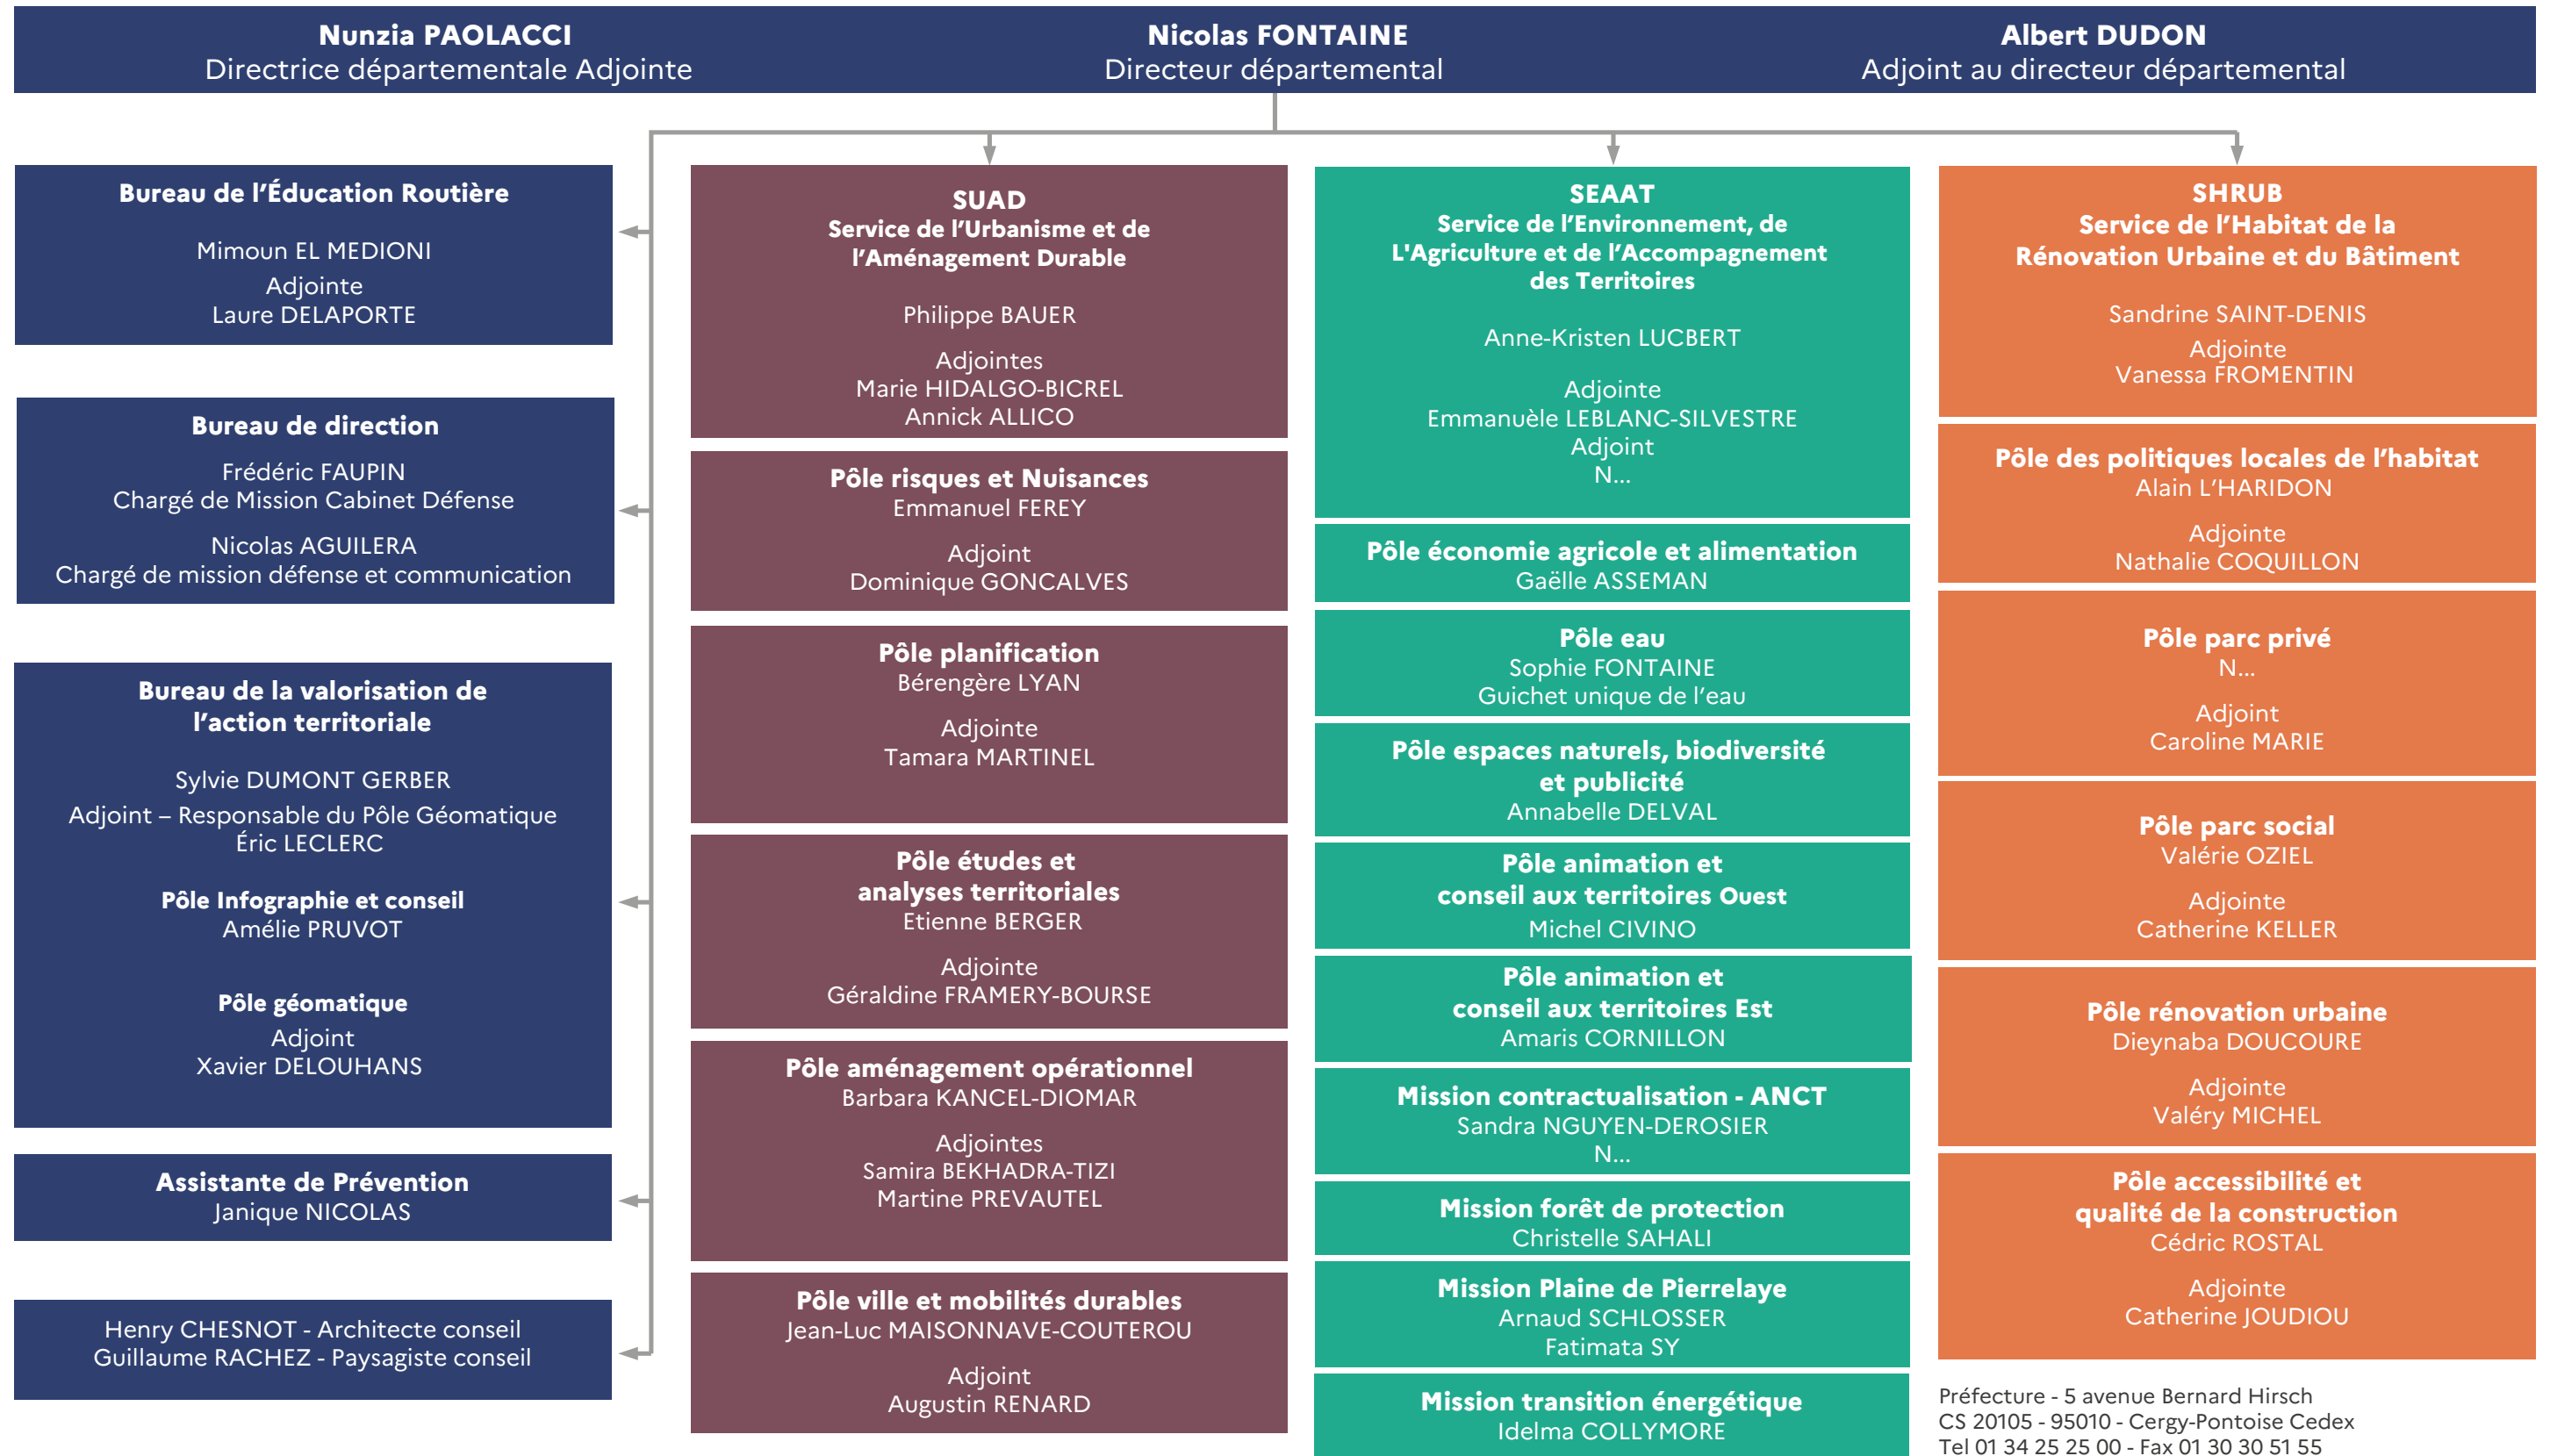 Nunzia PAOLACCI
Directrice départementale Adjointe
Nicolas FONTAINE
Directeur départemental
Albert DUDON
Adjoint au directeur départemental
Bureau de l’Éducation Routière
Mimoun EL MEDIONI
Adjointe
Laure DELAPORTE
Bureau de direction
Frédéric FAUPIN
Chargé de Mission Cabinet Défense
Nicolas AGUILERA
Chargé de mission défense et communication
Bureau de la valorisation de
l’action territoriale
Sylvie DUMONT GERBER
Adjoint – Responsable du Pôle Géomatique
Éric LECLERC
Pôle Infographie et conseil
Amélie PRUVOT
Pôle géomatique
Adjoint
Xavier DELOUHANS
Assistante de Prévention
Janique NICOLAS
Henry CHESNOT - Architecte conseil
Guillaume RACHEZ - Paysagiste conseil
SUAD
Service de l’Urbanisme et de
l’Aménagement Durable
Philippe BAUER
Adjointes
Marie HIDALGO-BICREL
Annick ALLICO
Pôle risques et Nuisances
Emmanuel FEREY
Adjoint
Dominique GONCALVES
Pôle planification
Bérengère LYAN
Adjointe
Tamara MARTINEL
Pôle études et
analyses territoriales
Etienne BERGER
Adjointe
Géraldine FRAMERY-BOURSE
Pôle aménagement opérationnel
Barbara KANCEL-DIOMAR
Adjointes
Samira BEKHADRA-TIZI
Martine PREVAUTEL
Pôle ville et mobilités durables
Jean-Luc MAISONNAVE-COUTEROU
Adjoint
Augustin RENARD
SEAAT
Service de l’Environnement, de
L'Agriculture et de l’Accompagnement
des Territoires
Anne-Kristen LUCBERT
Adjointe
Emmanuèle LEBLANC-SILVESTRE
Adjoint
N...
Pôle économie agricole et alimentation
Gaëlle ASSEMAN
Pôle eau
Sophie FONTAINE
Guichet unique de l’eau
Pôle espaces naturels, biodiversité
et publicité
Annabelle DELVAL
Pôle animation et
conseil aux territoires Ouest
Michel CIVINO
Pôle animation et
conseil aux territoires Est
Amaris CORNILLON
Mission contractualisation - ANCT
Sandra NGUYEN-DEROSIER
N...
Mission forêt de protection
Christelle SAHALI
Mission Plaine de Pierrelaye
Arnaud SCHLOSSER
Fatimata SY
Mission transition énergétique
Idelma COLLYMORE
SHRUB
Service de l’Habitat de la
Rénovation Urbaine et du Bâtiment
Sandrine SAINT-DENIS
Adjointe
Vanessa FROMENTIN
Pôle des politiques locales de l’habitat
Alain L’HARIDON
Adjointe
Nathalie COQUILLON
Pôle parc privé
N...
Adjoint
Caroline MARIE
Pôle parc social
Valérie OZIEL
Adjointe
Catherine KELLER
Pôle rénovation urbaine
Dieynaba DOUCOURE
Adjointe
Valéry MICHEL
Pôle accessibilité et
qualité de la construction
Cédric ROSTAL
Adjointe
Catherine JOUDIOU
Préfecture - 5 avenue Bernard Hirsch
CS 20105 - 95010 - Cergy-Pontoise Cedex
Tel 01 34 25 25 00 - Fax 01 30 30 51 55